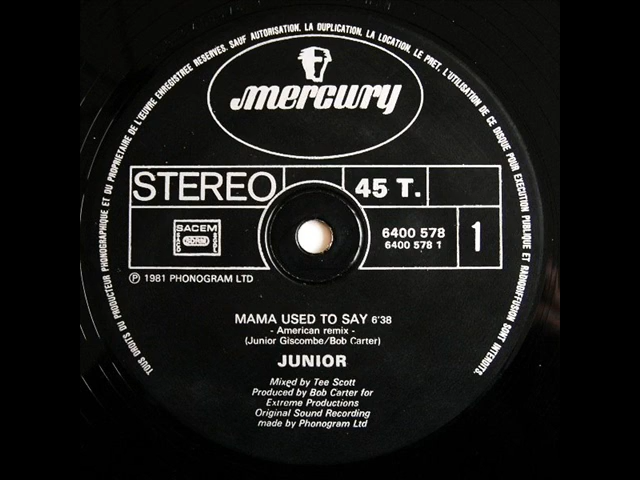 TOUS DROITS DU PRODUCTEUR PHONOGRAPHIQUE ET DU PROPRIETAIRE DE L'ŒUVRE ENREGISTREE RESERVES. SAUF AUTORISATION, LA DUPLICATION, LA LOCATION, LE PRET, L'UTILISATION DE CE DISQUE POUR EXECUTION PUBLIQUE ET RADIODIFFUSION SONT INTERDITS.
mercury
STEREO
45 T.
SACEM
SACD SDRM SGDL
6400 578
6400 578 1
1
℗ 1981 PHONOGRAM LTD
MAMA USED TO SAY 6'38
- American remix -
(Junior Giscombe/Bob Carter)
JUNIOR
Mixed by Tee Scott
Produced by Bob Carter for
Extreme Productions
Original Sound Recording
made by Phonogram Ltd